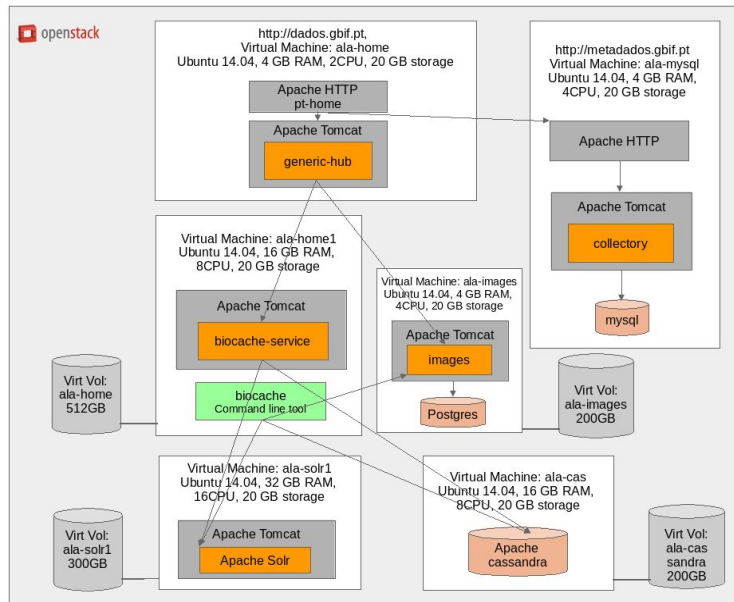 openstack
http://dados.gbif.pt,
Virtual Machine: ala-home
Ubuntu 14.04, 4 GB RAM, 2CPU, 20 GB storage
Apache HTTP
pt-home
Apache Tomcat
generic-hub
http://metadados.gbif.pt
Virtual Machine: ala-mysql
Ubuntu 14.04, 4 GB RAM,
4CPU, 20 GB storage
Apache HTTP
Apache Tomcat
collectory
mysql
Virtual Machine: ala-home1
Ubuntu 14.04, 16 GB RAM,
8CPU, 20 GB storage
Apache Tomcat
biocache-service
biocache
Command line tool
Virtual Machine: ala-images
Ubuntu 14.04, 4 GB RAM,
4CPU, 20 GB storage
Apache Tomcat
images
Postgres
Virt Vol:
ala-home
512GB
Virt Vol:
ala-images
200GB
Virtual Machine: ala-solr1
Ubuntu 14.04, 32 GB RAM,
16CPU, 20 GB storage
Apache Tomcat
Apache Solr
Virtual Machine: ala-cas
Ubuntu 14.04, 16 GB RAM,
8CPU, 20 GB storage
Apache
cassandra
Virt Vol:
ala-solr1
300GB
Virt Vol:
ala-cas
sandra
200GB